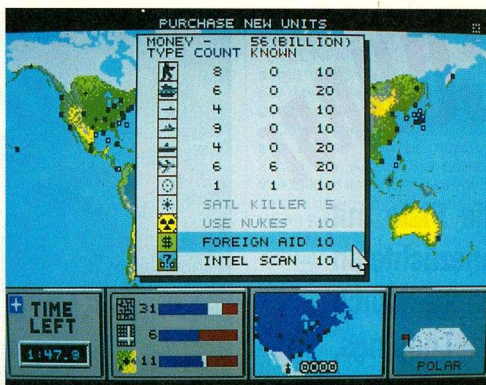 PURCHASE NEW UNITS
MONEY - 56(BILLION)
TYPE COUNT KNOWN
8 0 10
6 0 20
4 0 10
9 0 10
4 0 20
6 6 20
1 1 10
SATL KILLER 5
USE NUKES 10
$ FOREIGN AID 10
? INTEL SCAN 10
TIME
LEFT
1:47.9
31
6
11
0000
POLAR